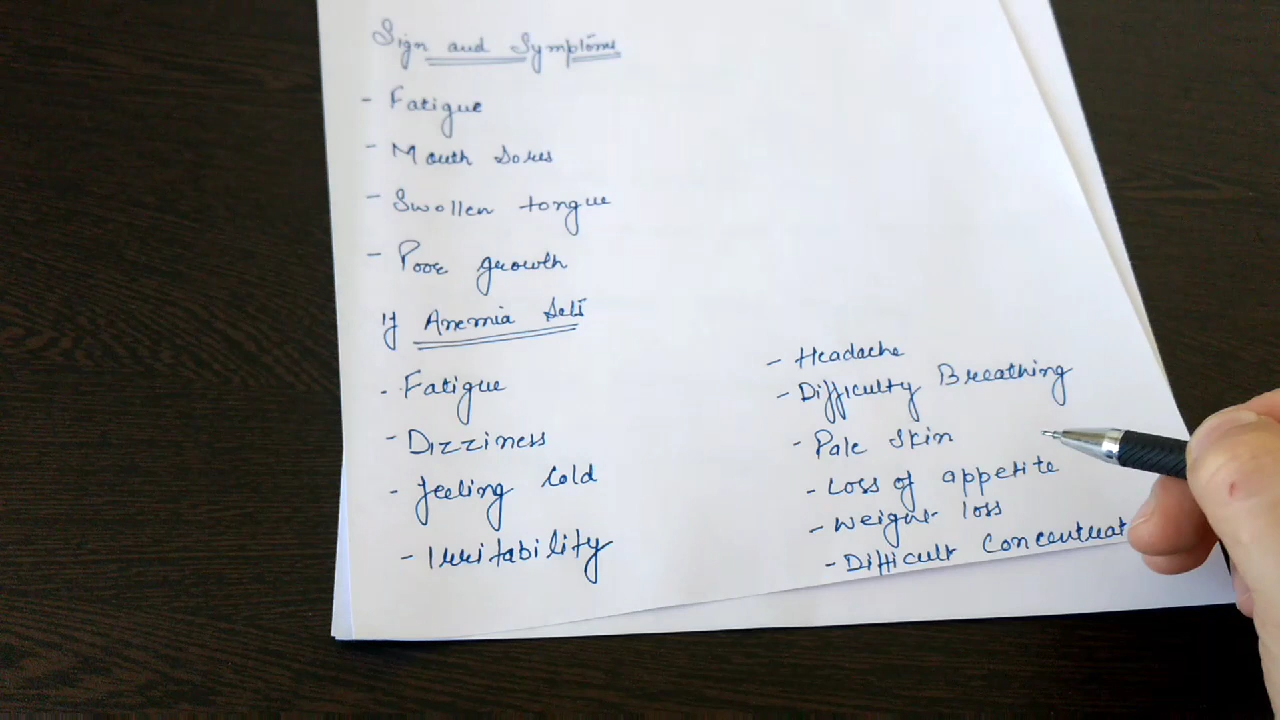 Sign and Symptoms
- Fatigue
- Mouth Sores
- Swollen tongue
- Poor growth
If Anemia Sets
- Fatigue
- Dizziness
- feeling Cold
- Irritability
- Headache
- Difficulty Breathing
- Pale Skin
- Loss of appetite
- Weight loss
- Difficult Concentrat